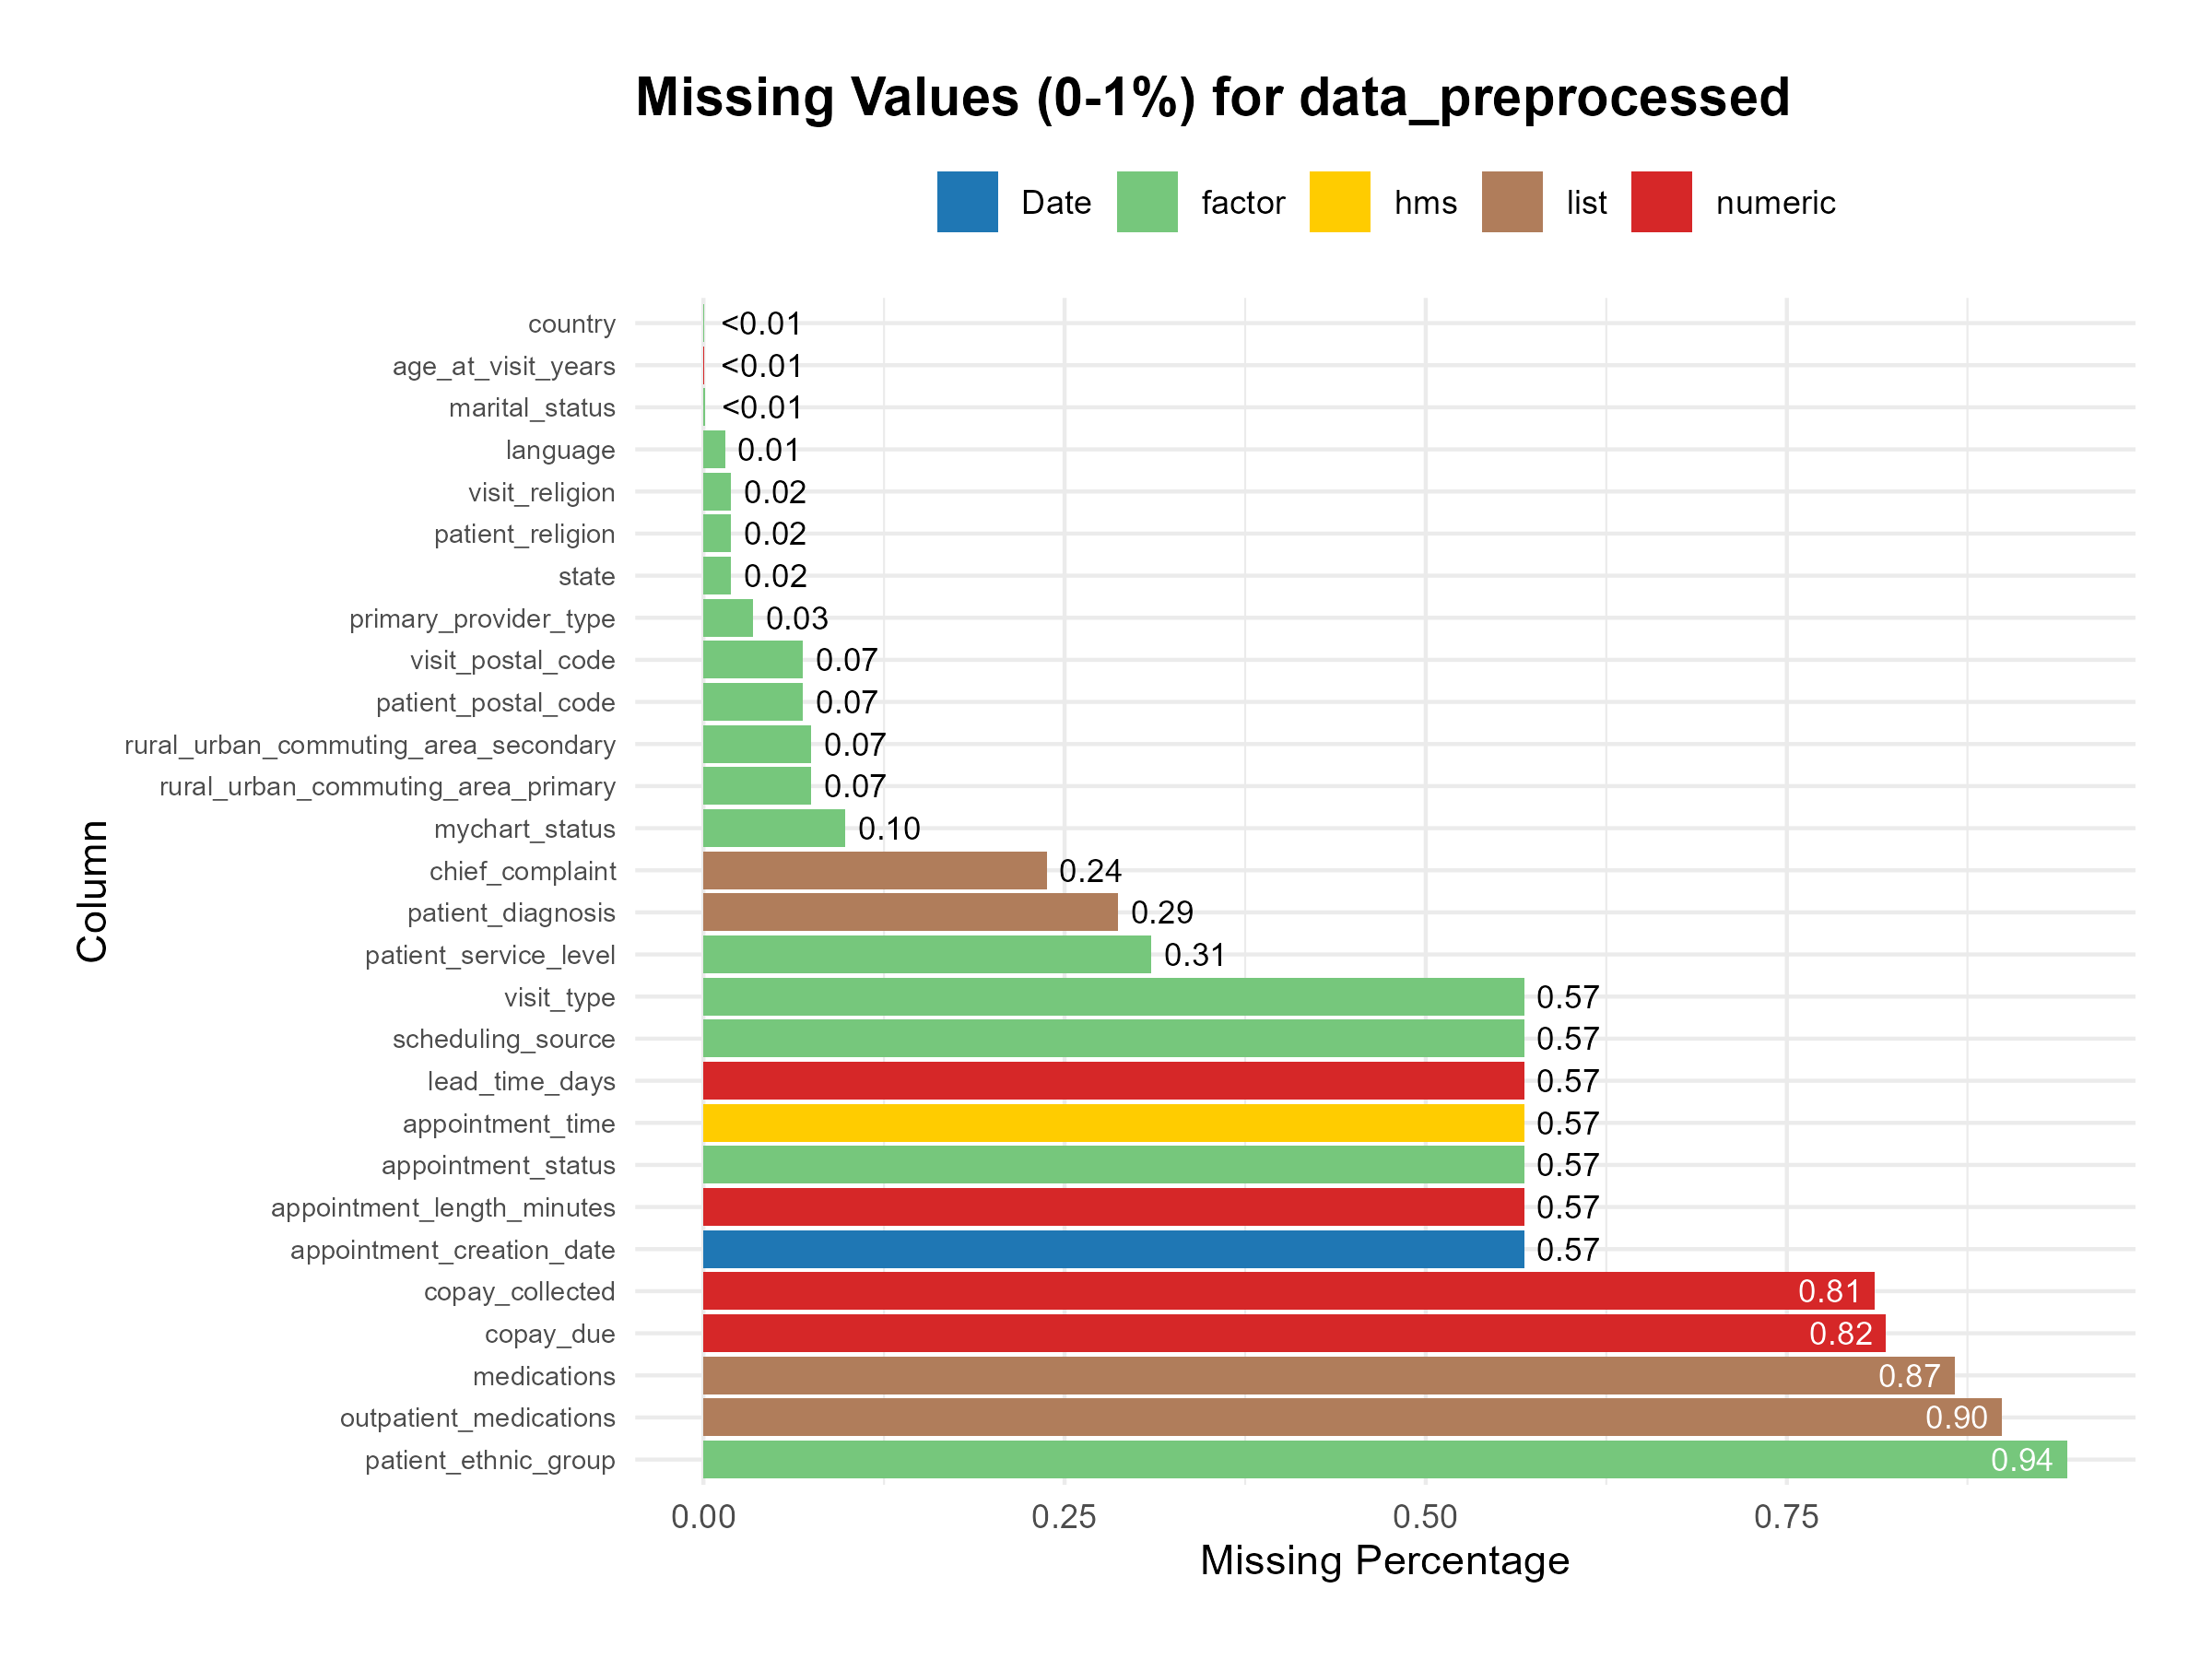 Missing Values (0-1%) for data_preprocessed
Date factor hms list numeric
country <0.01
age_at_visit_years <0.01
marital_status <0.01
language 0.01
visit_religion 0.02
patient_religion 0.02
state 0.02
primary_provider_type 0.03
visit_postal_code 0.07
patient_postal_code 0.07
rural_urban_commuting_area_secondary 0.07
rural_urban_commuting_area_primary 0.07
mychart_status 0.10
chief_complaint 0.24
patient_diagnosis 0.29
patient_service_level 0.31
visit_type 0.57
scheduling_source 0.57
lead_time_days 0.57
appointment_time 0.57
appointment_status 0.57
appointment_length_minutes 0.57
appointment_creation_date 0.57
copay_collected 0.81
copay_due 0.82
medications 0.87
outpatient_medications 0.90
patient_ethnic_group 0.94
Column
0.00 0.25 0.50 0.75
Missing Percentage